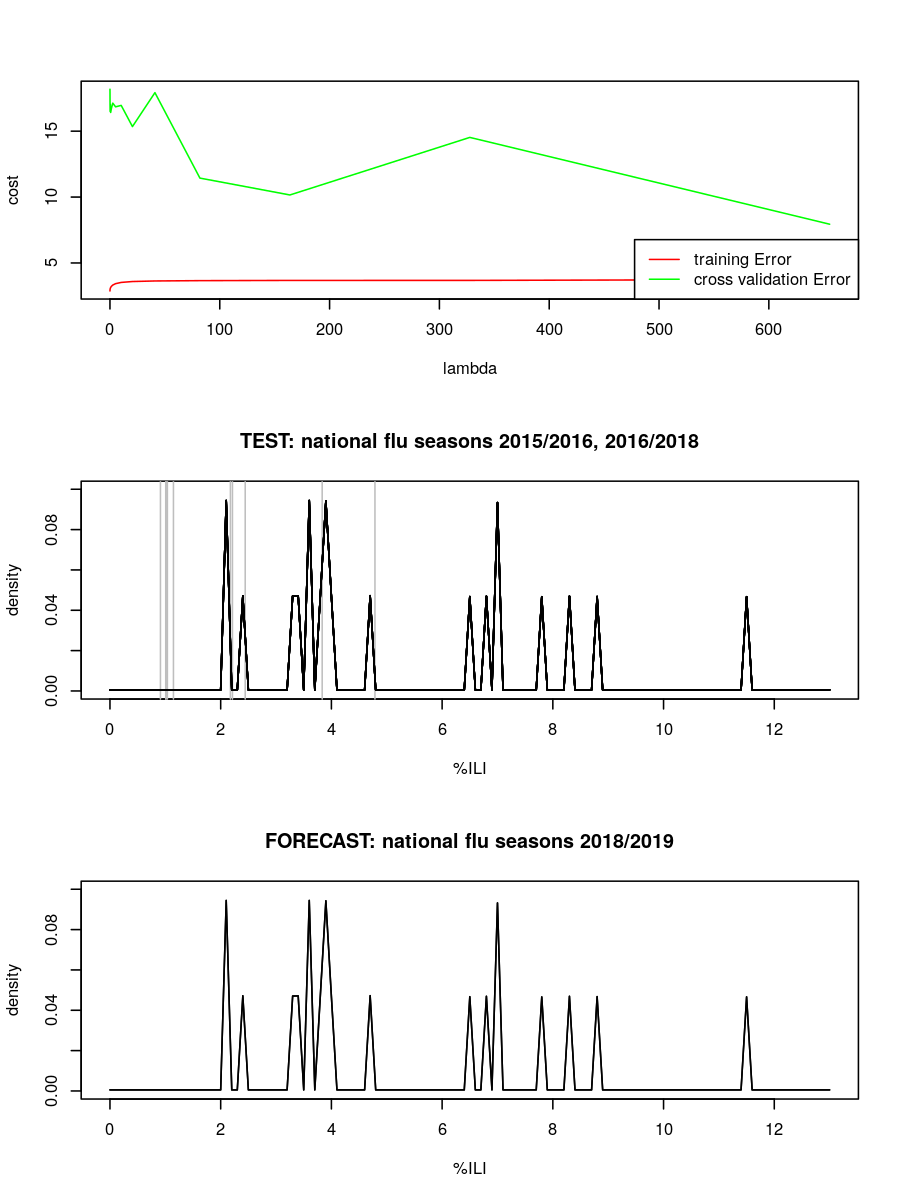 cost
15
10
5
training Error
cross validation Error
0 100 200 300 400 500 600
lambda
TEST: national flu seasons 2015/2016, 2016/2018
density
0.08
0.04
0.00
0 2 4 6 8 10 12
%ILI
FORECAST: national flu seasons 2018/2019
density
0.08
0.04
0.00
0 2 4 6 8 10 12
%ILI